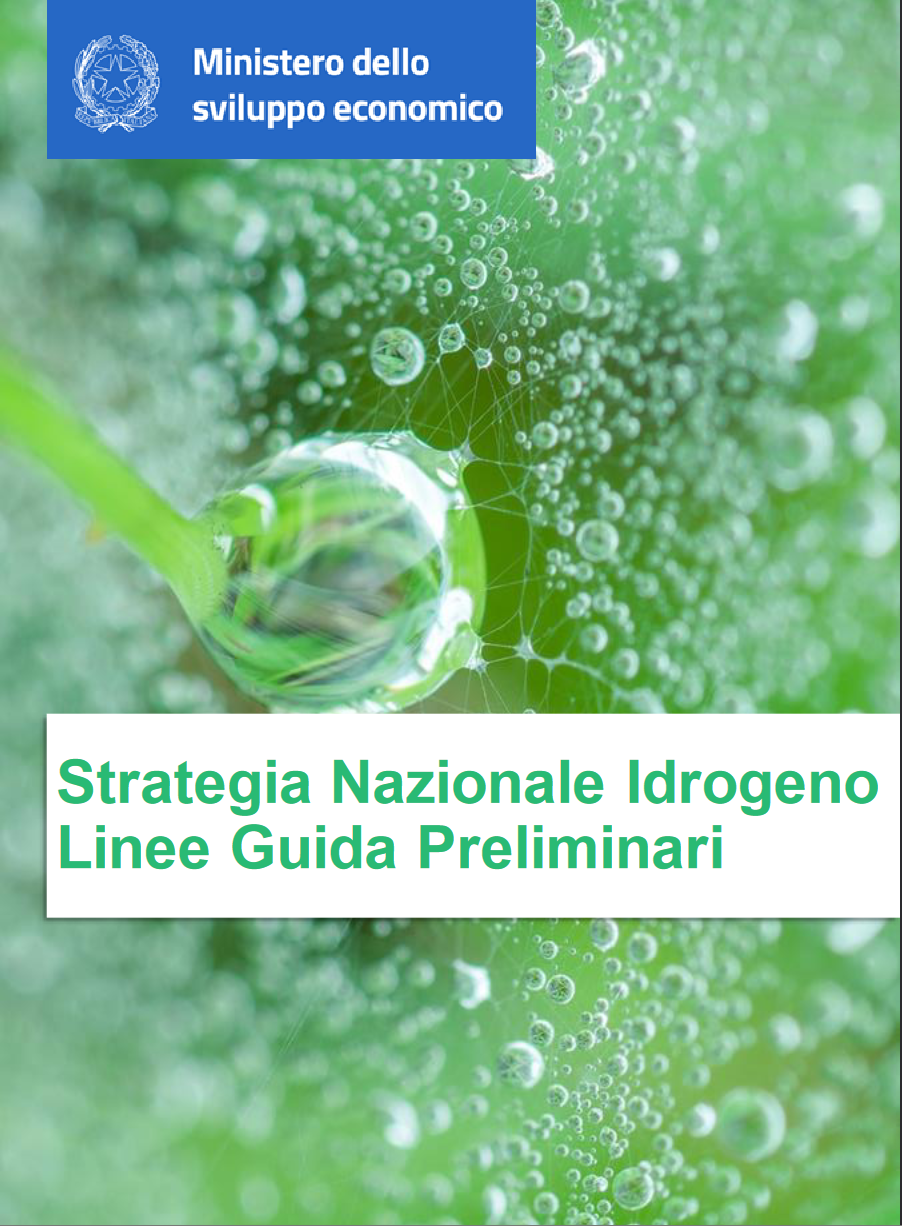 Ministero dello
sviluppo economico
Strategia Nazionale Idrogeno
Linee Guida Preliminari